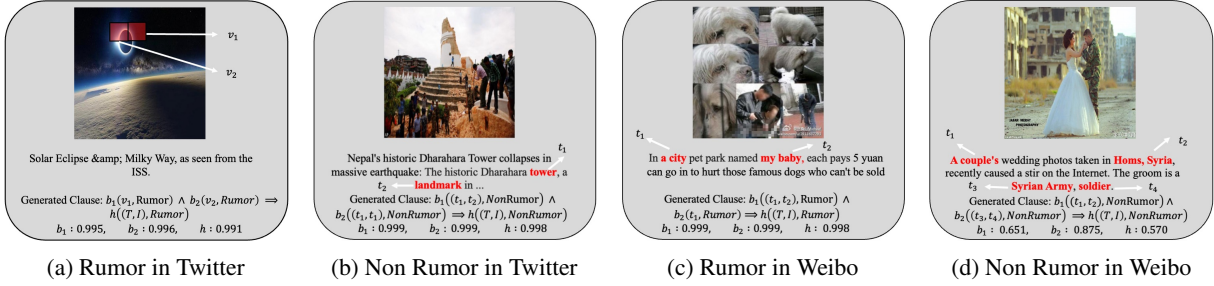 v₁
v₂
Solar Eclipse &amp; Milky Way, as seen from the
ISS.
Generated Clause: b₁(v₁, Rumor) ∧ b₂(v₂, Rumor) ⟹
h((T, I), Rumor)
b₁ : 0.995, b₂ : 0.996, h : 0.991
(a) Rumor in Twitter
t₁
Nepal's historic Dharahara Tower collapses in
massive earthquake: The historic Dharahara tower, a
t₂ landmark in ...
Generated Clause: b₁((t₁, t₂), NonRumor) ∧
b₂((t₁, t₁), NonRumor) ⟹ h((T, I), NonRumor)
b₁ : 0.999, b₂ : 0.999, h : 0.998
(b) Non Rumor in Twitter
t₁
t₂
In a city pet park named my baby, each pays 5 yuan
can go in to hurt those famous dogs who can't be sold
Generated Clause: b₁((t₁, t₂), Rumor) ∧
b₂(t₁, Rumor) ⟹ h((T, I), Rumor)
b₁ : 0.999, b₂ : 0.999, h : 0.998
(c) Rumor in Weibo
t₁
t₂
A couple's wedding photos taken in Homs, Syria,
recently caused a stir on the Internet. The groom is a
t₃ Syrian Army, soldier. t₄
Generated Clause: b₁((t₁, t₂), NonRumor) ∧
b₂((t₃, t₄), NonRumor) ⟹ h((T, I), NonRumor)
b₁ : 0.651, b₂ : 0.875, h : 0.570
(d) Non Rumor in Weibo